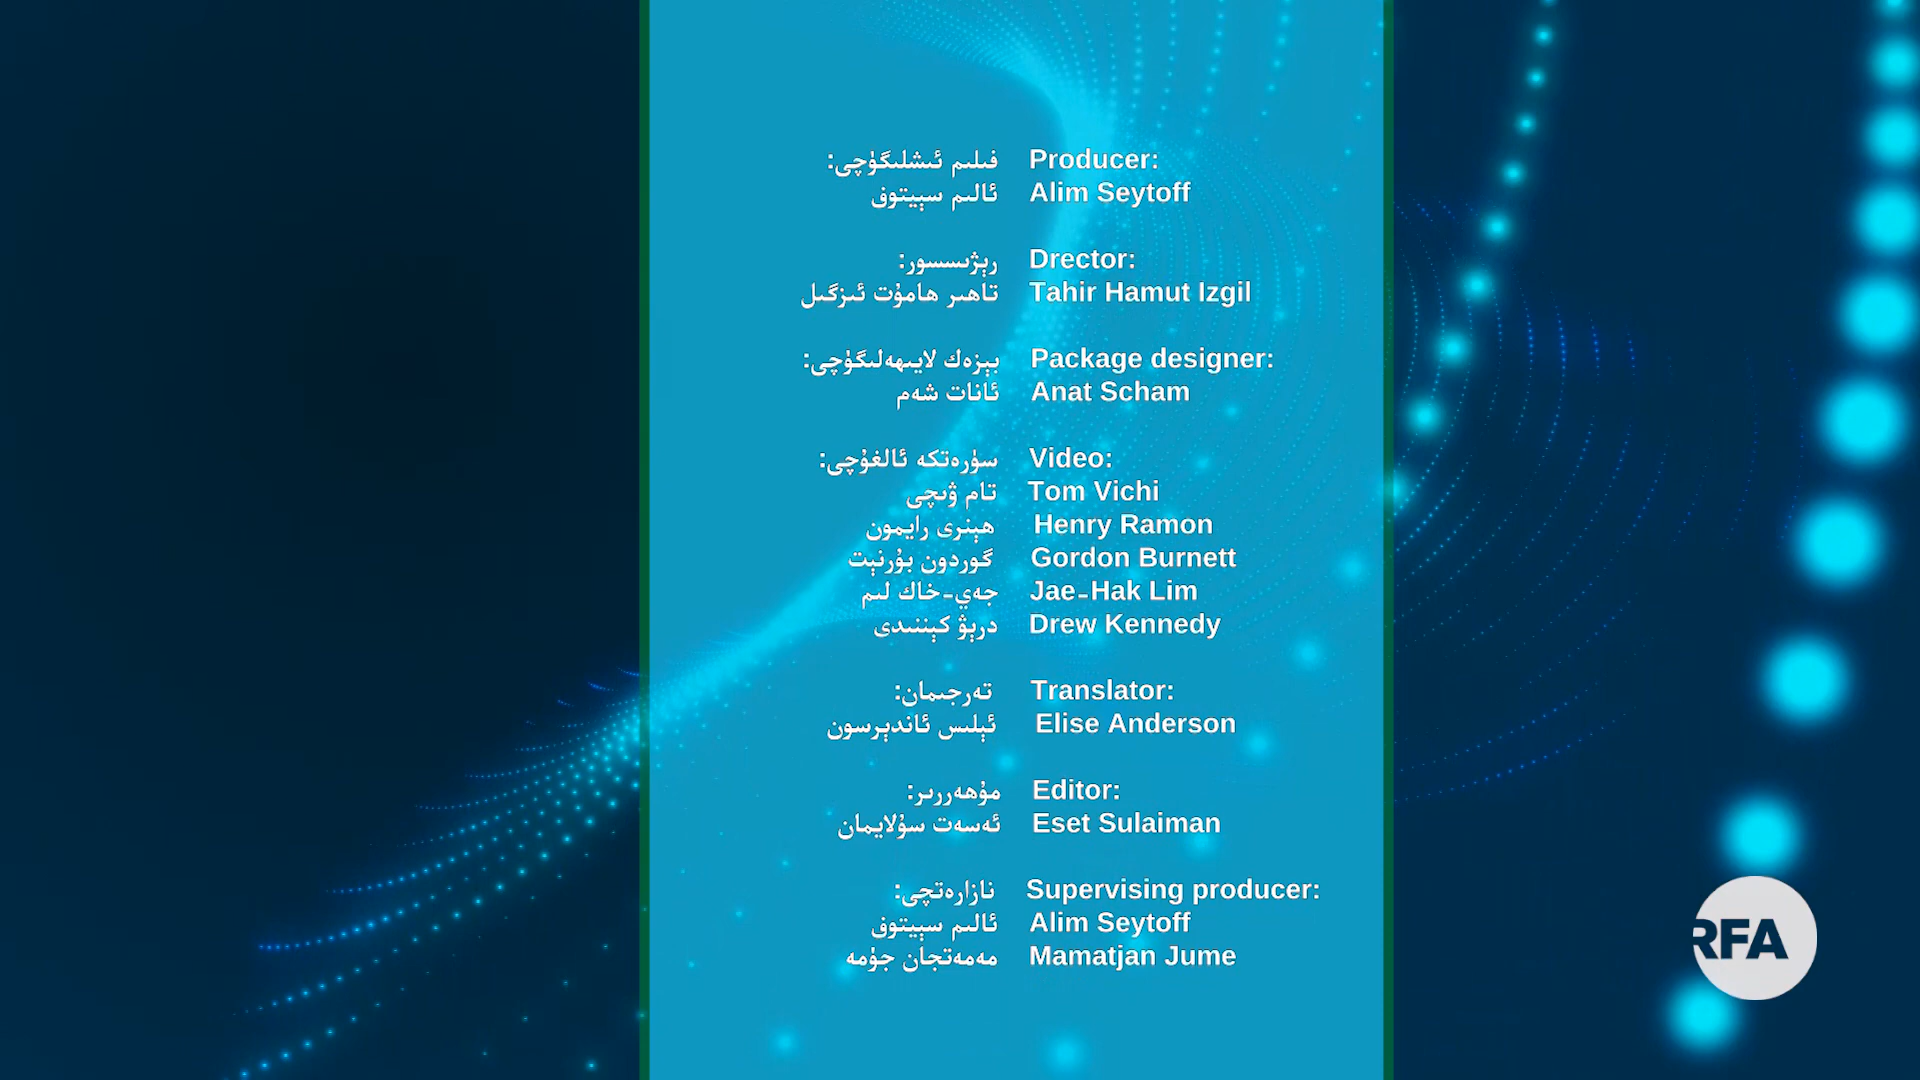 فىلىم ئىشلىگۈچى: Producer:
ئالىم سېيتوف Alim Seytoff
رېژىسسور: Drector:
تاھىر ھامۇت ئىزگىل Tahir Hamut Izgil
بېزەك لايىھەلىگۈچى: Package designer:
ئانات شەم Anat Scham
سۈرەتكە ئالغۇچى: Video:
تام ۋىچى Tom Vichi
ھېنرى رايمون Henry Ramon
گوردون بۇرنېت Gordon Burnett
جەي-خاك لىم Jae-Hak Lim
درېۋ كېننىدى Drew Kennedy
تەرجىمان: Translator:
ئېلىس ئاندېرسون Elise Anderson
مۇھەررىر: Editor:
ئەسەت سۇلايمان Eset Sulaiman
نازارەتچى: Supervising producer:
ئالىم سېيتوف Alim Seytoff
مەمەتجان جۈمە Mamatjan Jume
RFA